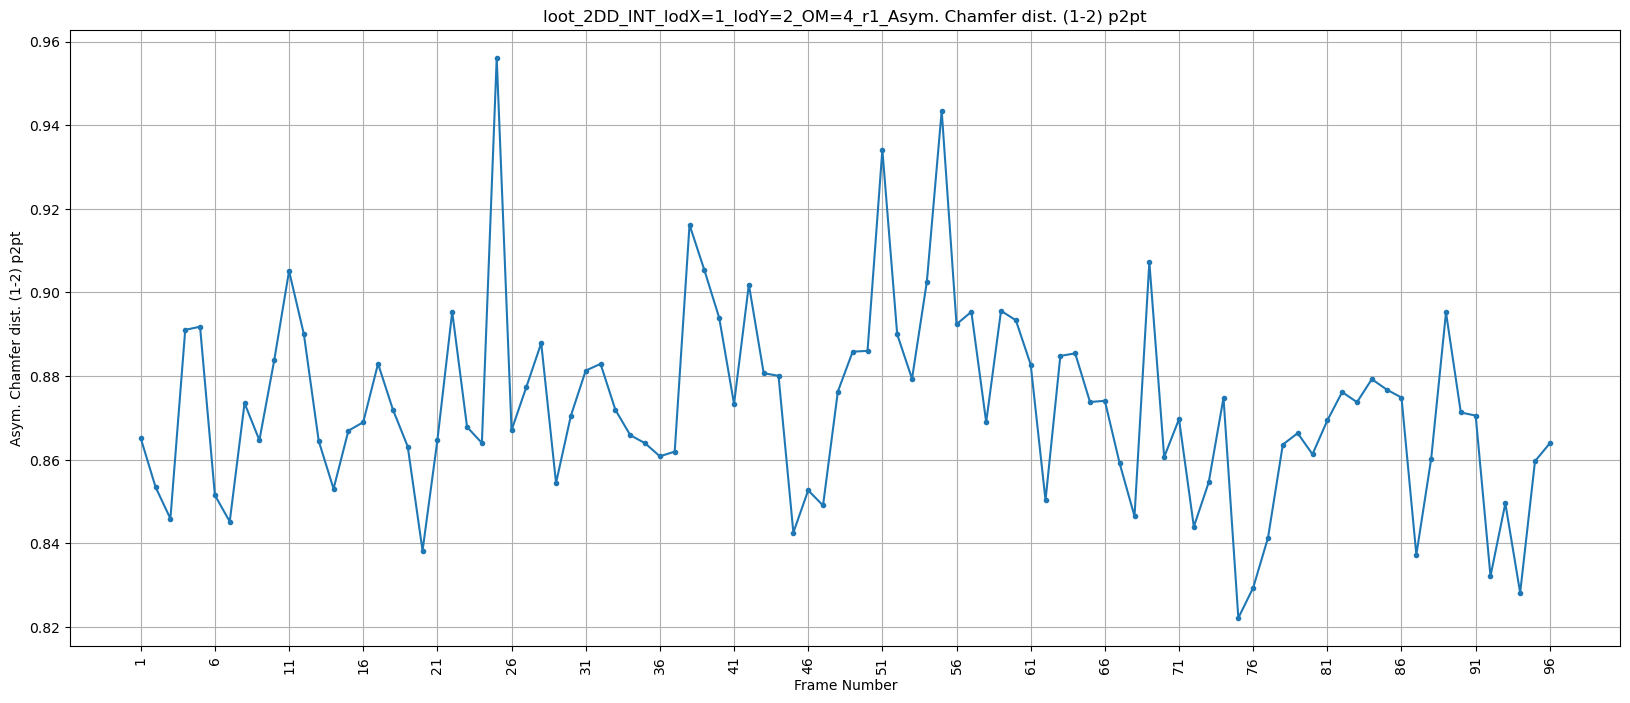 loot_2DD_INT_lodX=1_lodY=2_OM=4_r1_Asym. Chamfer dist. (1-2) p2pt
Asym. Chamfer dist. (1-2) p2pt
0.96
0.94
0.92
0.90
0.88
0.86
0.84
0.82
1 6 11 16 21 26 31 36 41 46 51 56 61 66 71 76 81 86 91 96
Frame Number